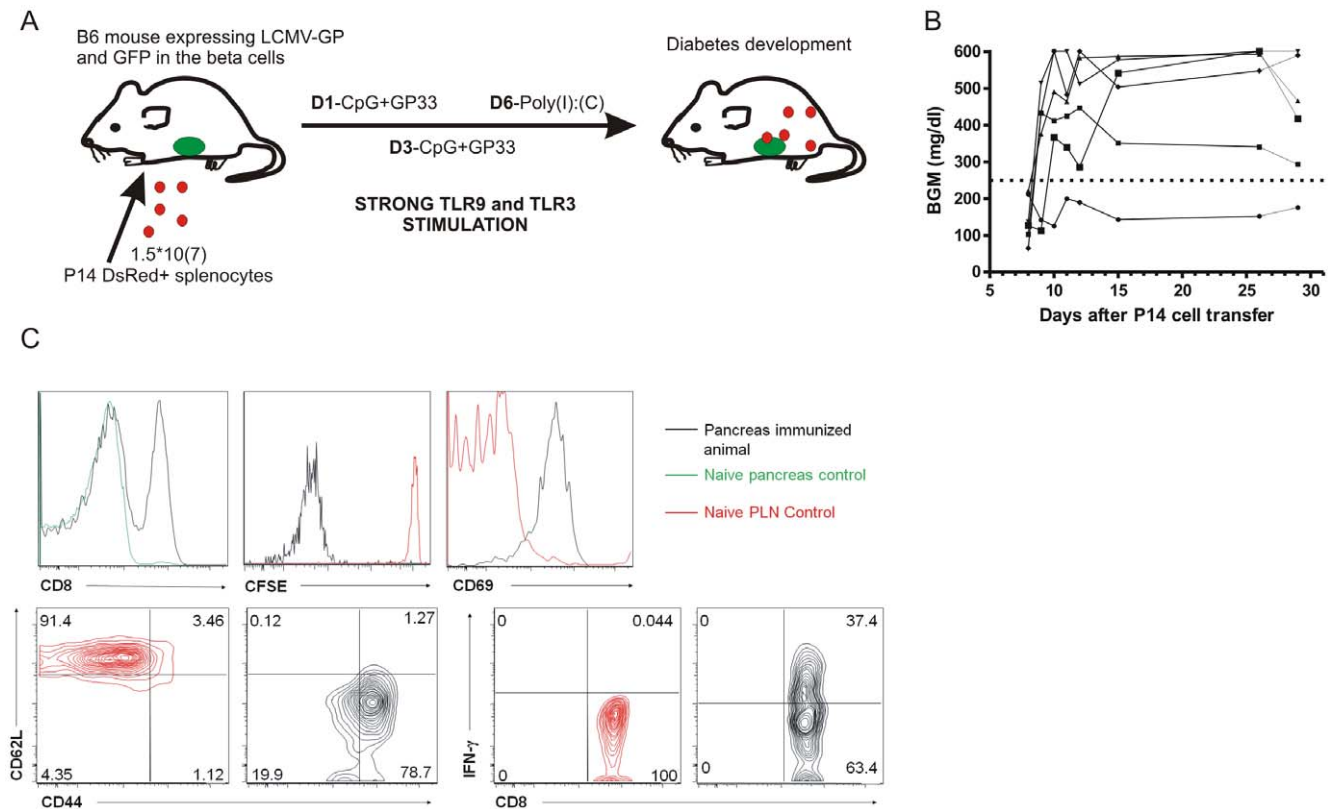 A
B6 mouse expressing LCMV-GP
and GFP in the beta cells
D1-CpG+GP33
D6-Poly(I):(C)
D3-CpG+GP33
STRONG TLR9 and TLR3
STIMULATION
1.5*10(7)
P14 DsRed+ splenocytes
Diabetes development
B
BGM (mg/dl)
600
500
400
300
200
100
0
5 10 15 20 25 30
Days after P14 cell transfer
C
CD8
CFSE
CD69
Pancreas immunized
animal
Naive pancreas control
Naive PLN Control
CD62L
91.4 3.46
4.35 1.12
0.12 1.27
19.9 78.7
CD44
IFN-γ
0 0.044
0 100
0 37.4
0 63.4
CD8